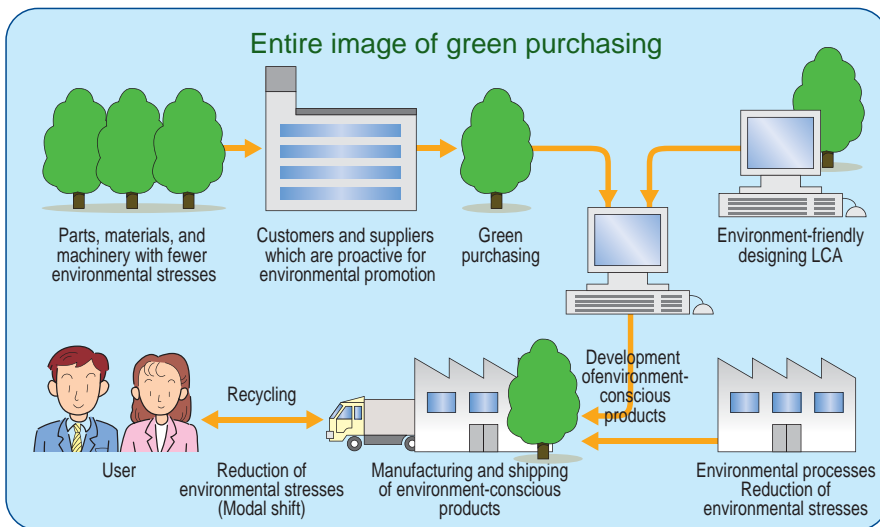 Entire image of green purchasing
Parts, materials, and
machinery with fewer
environmental stresses
Customers and suppliers
which are proactive for
environmental promotion
Green
purchasing
Environment-friendly
designing LCA
Development
ofenvironment-
conscious
products
Recycling
User
Reduction of
environmental stresses
(Modal shift)
Manufacturing and shipping
of environment-conscious
products
Environmental processes
Reduction of
environmental stresses